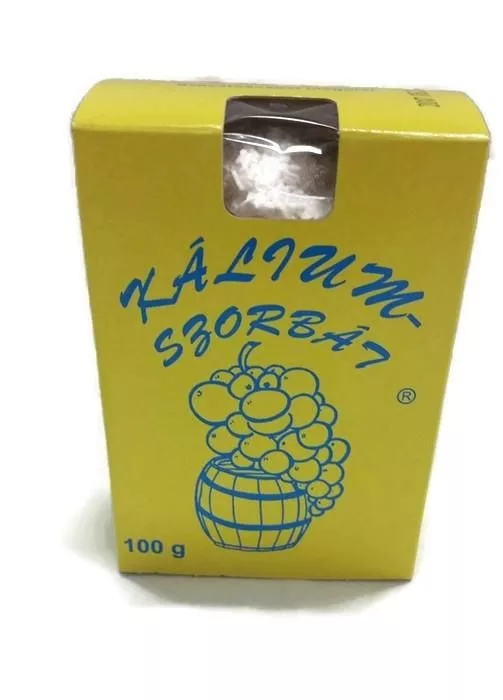 KÁLIUM-
SZORBÁT
®
100 g